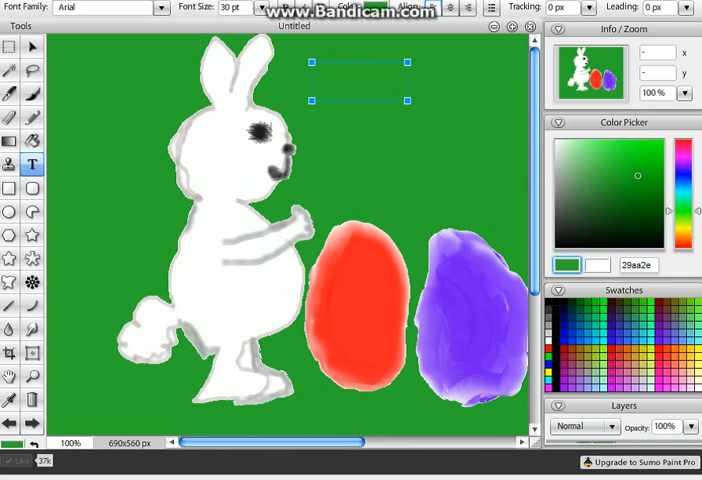 Font Family: Arial Font Size: 30 pt Align: Tracking: 0 px Leading: 0 px
www.Bandicam.com
Tools
Untitled
Info / Zoom
- x
- y
100 %
Color Picker
T
29aa2e
Swatches
Layers
Normal Opacity: 100%
100% 690x560 px
Like 37k
Upgrade to Sumo Paint Pro